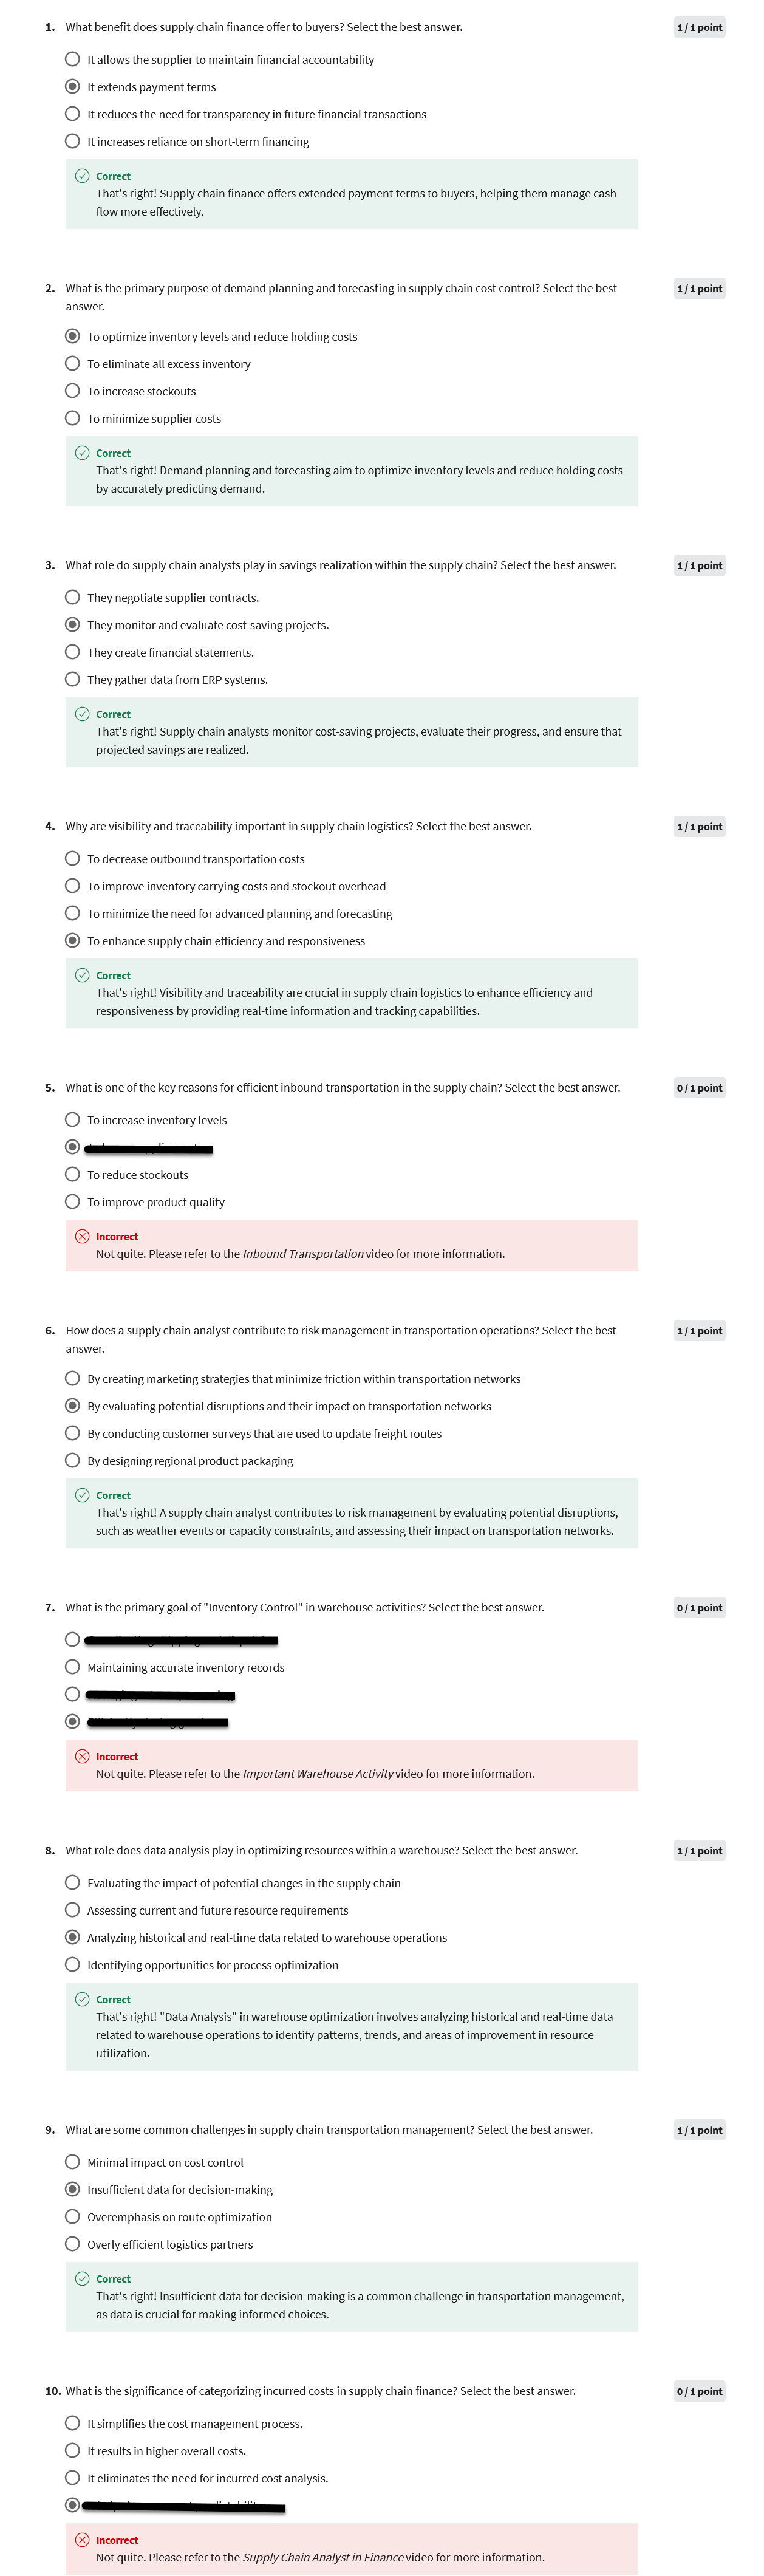 1. What benefit does supply chain finance offer to buyers? Select the best answer.
1 / 1 point
It allows the supplier to maintain financial accountability
It extends payment terms
It reduces the need for transparency in future financial transactions
It increases reliance on short-term financing
Correct
That's right! Supply chain finance offers extended payment terms to buyers, helping them manage cash
flow more effectively.
2. What is the primary purpose of demand planning and forecasting in supply chain cost control? Select the best
answer.
1 / 1 point
To optimize inventory levels and reduce holding costs
To eliminate all excess inventory
To increase stockouts
To minimize supplier costs
Correct
That's right! Demand planning and forecasting aim to optimize inventory levels and reduce holding costs
by accurately predicting demand.
3. What role do supply chain analysts play in savings realization within the supply chain? Select the best answer.
1 / 1 point
They negotiate supplier contracts.
They monitor and evaluate cost-saving projects.
They create financial statements.
They gather data from ERP systems.
Correct
That's right! Supply chain analysts monitor cost-saving projects, evaluate their progress, and ensure that
projected savings are realized.
4. Why are visibility and traceability important in supply chain logistics? Select the best answer.
1 / 1 point
To decrease outbound transportation costs
To improve inventory carrying costs and stockout overhead
To minimize the need for advanced planning and forecasting
To enhance supply chain efficiency and responsiveness
Correct
That's right! Visibility and traceability are crucial in supply chain logistics to enhance efficiency and
responsiveness by providing real-time information and tracking capabilities.
5. What is one of the key reasons for efficient inbound transportation in the supply chain? Select the best answer.
0 / 1 point
To increase inventory levels
To reduce stockouts
To improve product quality
Incorrect
Not quite. Please refer to the Inbound Transportation video for more information.
6. How does a supply chain analyst contribute to risk management in transportation operations? Select the best
answer.
1 / 1 point
By creating marketing strategies that minimize friction within transportation networks
By evaluating potential disruptions and their impact on transportation networks
By conducting customer surveys that are used to update freight routes
By designing regional product packaging
Correct
That's right! A supply chain analyst contributes to risk management by evaluating potential disruptions,
such as weather events or capacity constraints, and assessing their impact on transportation networks.
7. What is the primary goal of "Inventory Control" in warehouse activities? Select the best answer.
0 / 1 point
Maintaining accurate inventory records
Incorrect
Not quite. Please refer to the Important Warehouse Activity video for more information.
8. What role does data analysis play in optimizing resources within a warehouse? Select the best answer.
1 / 1 point
Evaluating the impact of potential changes in the supply chain
Assessing current and future resource requirements
Analyzing historical and real-time data related to warehouse operations
Identifying opportunities for process optimization
Correct
That's right! "Data Analysis" in warehouse optimization involves analyzing historical and real-time data
related to warehouse operations to identify patterns, trends, and areas of improvement in resource
utilization.
9. What are some common challenges in supply chain transportation management? Select the best answer.
1 / 1 point
Minimal impact on cost control
Insufficient data for decision-making
Overemphasis on route optimization
Overly efficient logistics partners
Correct
That's right! Insufficient data for decision-making is a common challenge in transportation management,
as data is crucial for making informed choices.
10. What is the significance of categorizing incurred costs in supply chain finance? Select the best answer.
0 / 1 point
It simplifies the cost management process.
It results in higher overall costs.
It eliminates the need for incurred cost analysis.
Incorrect
Not quite. Please refer to the Supply Chain Analyst in Finance video for more information.